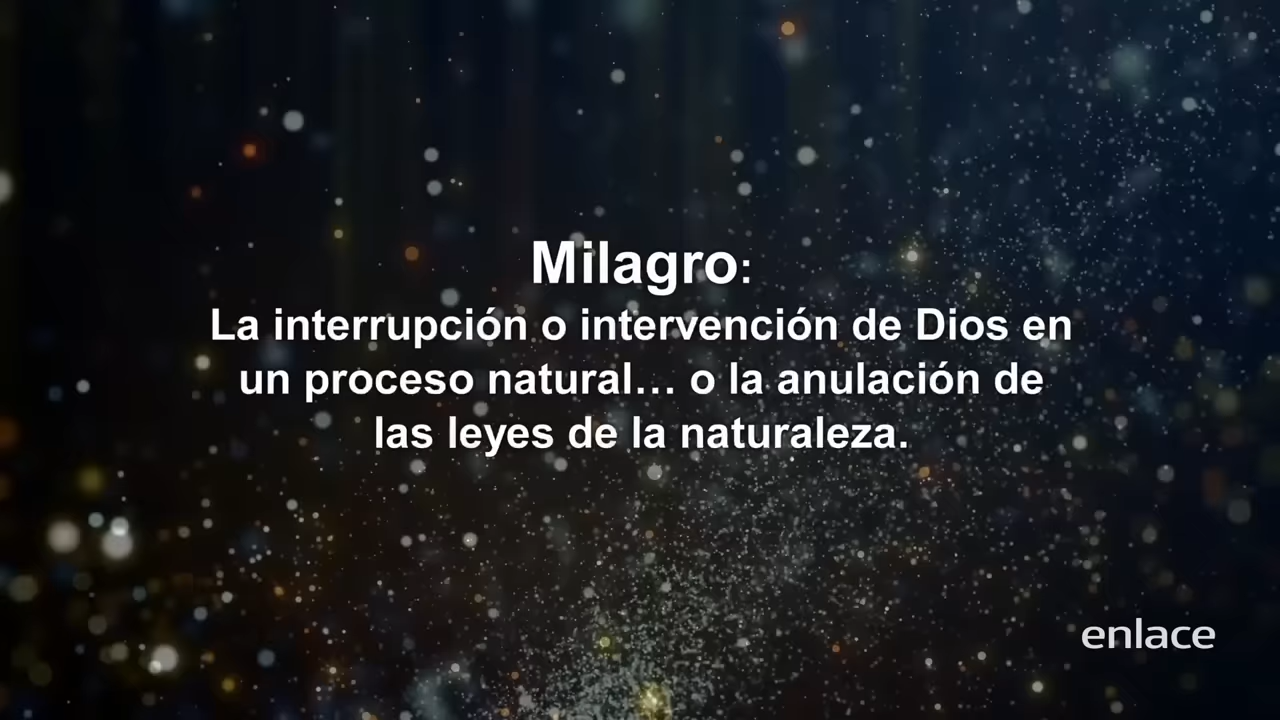 Milagro:
La interrupción o intervención de Dios en
un proceso natural… o la anulación de
las leyes de la naturaleza.
enlace